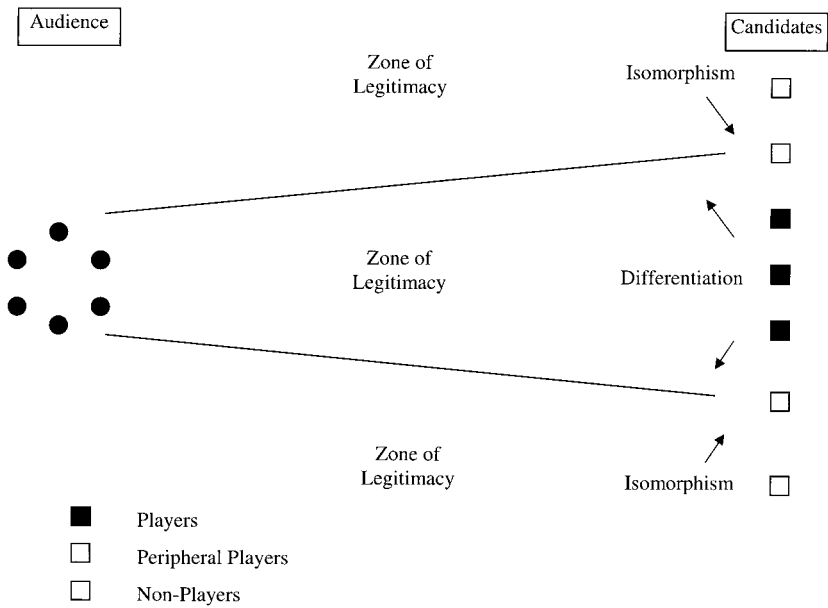 Audience
Candidates
Zone of
Legitimacy
Isomorphism
Zone of
Legitimacy
Differentiation
Zone of
Legitimacy
Isomorphism
Players
Peripheral Players
Non-Players